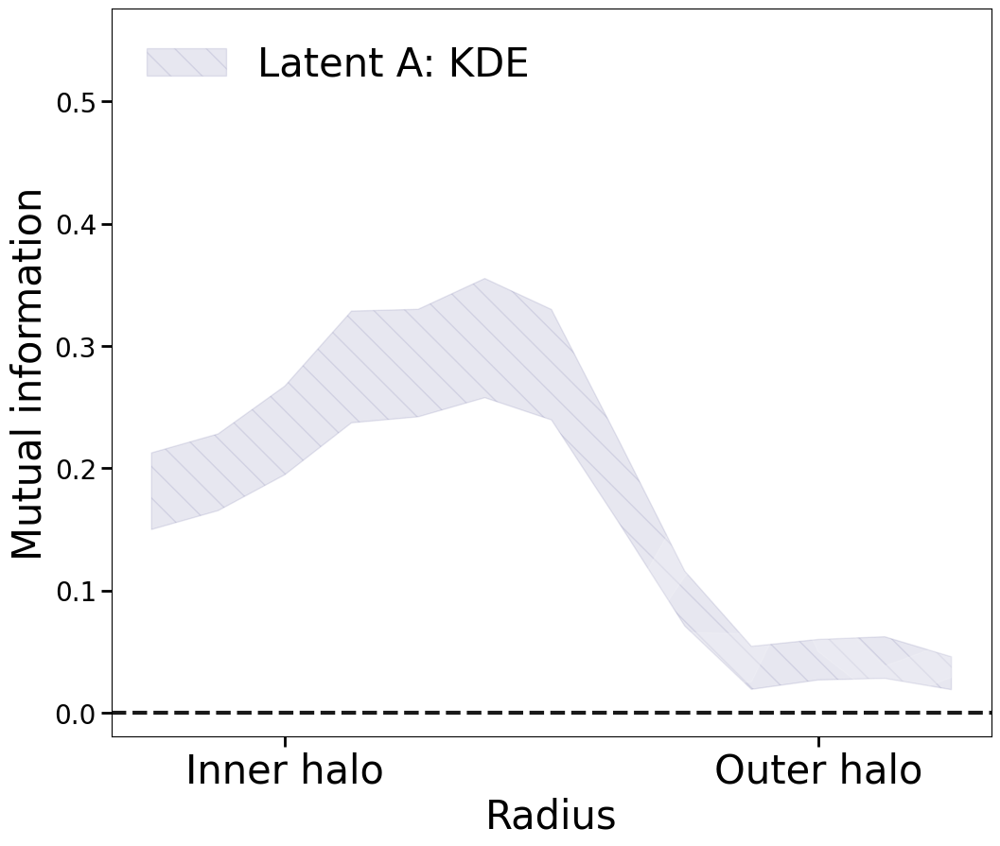 Latent A: KDE
0.5
0.4
0.3
0.2
0.1
0.0
Mutual information
Inner halo
Outer halo
Radius